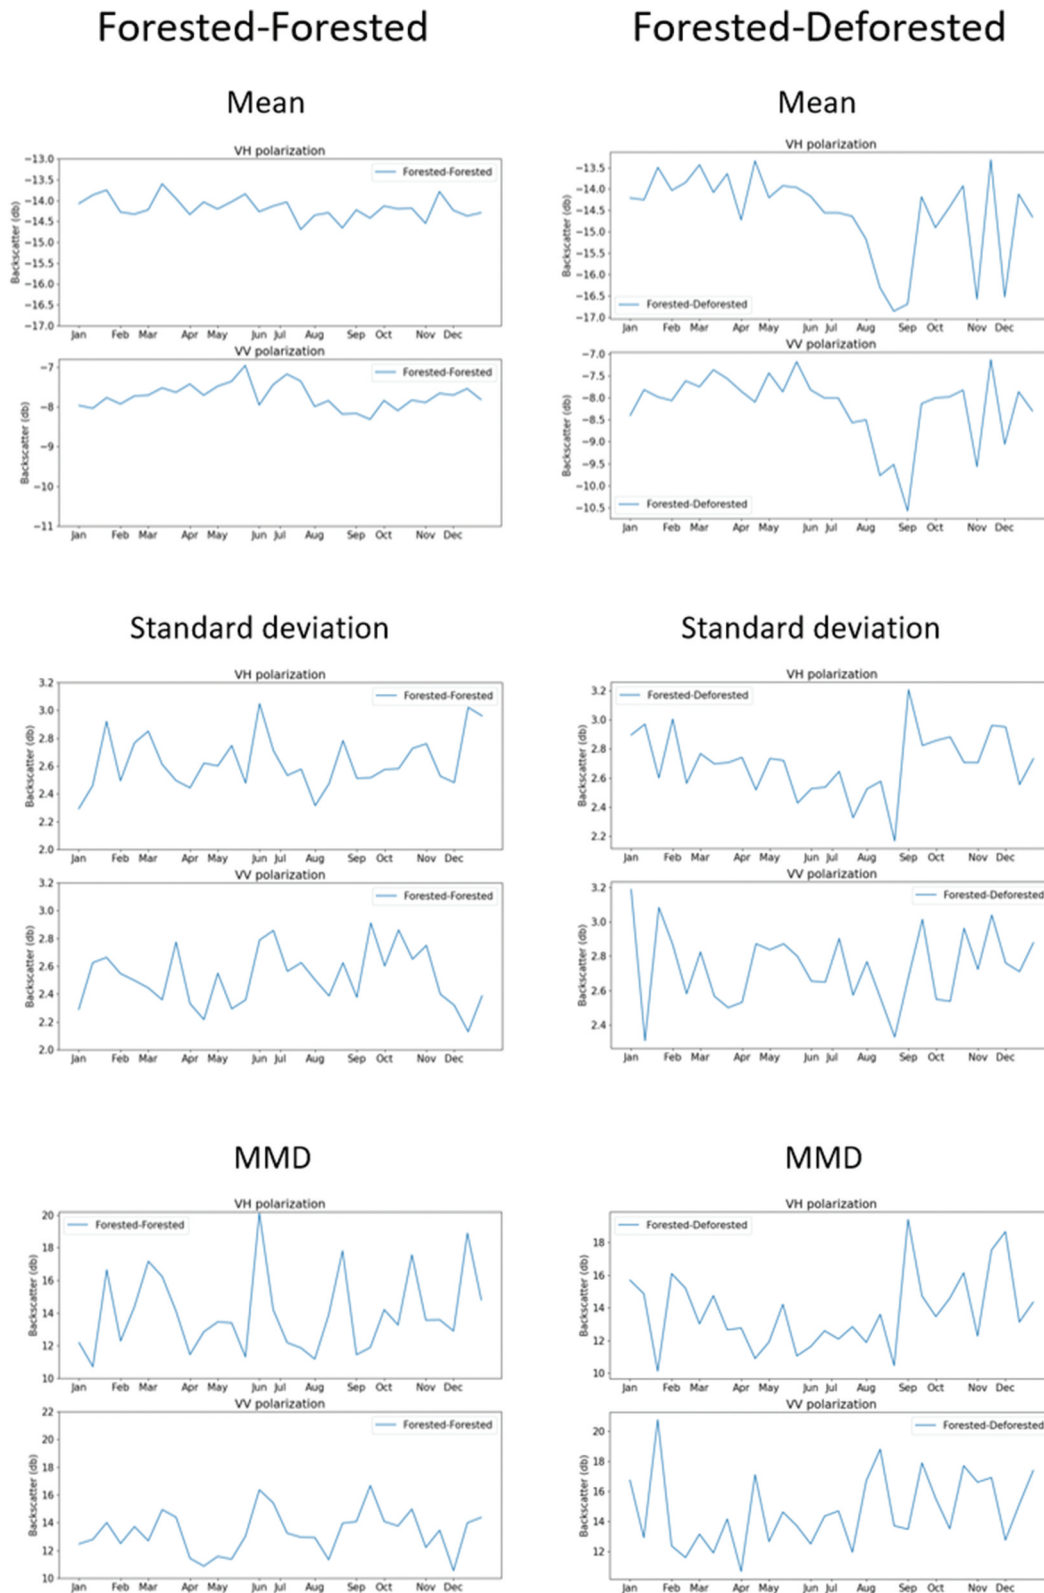 Forested-Forested
Forested-Deforested
Mean
Mean
VH polarization
−13.0
−13.5
−14.0
−14.5
−15.0
−15.5
−16.0
−16.5
−17.0
Backscatter (db)
Forested-Forested
Jan Feb Mar Apr May Jun Jul Aug Sep Oct Nov Dec
VV polarization
−7
−8
−9
−10
−11
Backscatter (db)
Forested-Forested
Jan Feb Mar Apr May Jun Jul Aug Sep Oct Nov Dec
VH polarization
−13.5
−14.0
−14.5
−15.0
−15.5
−16.0
−16.5
−17.0
Backscatter (db)
Forested-Deforested
Jan Feb Mar Apr May Jun Jul Aug Sep Oct Nov Dec
VV polarization
−7.0
−7.5
−8.0
−8.5
−9.0
−9.5
−10.0
−10.5
Backscatter (db)
Forested-Deforested
Jan Feb Mar Apr May Jun Jul Aug Sep Oct Nov Dec
Standard deviation
Standard deviation
VH polarization
3.2
3.0
2.8
2.6
2.4
2.2
2.0
Backscatter (db)
Forested-Forested
Jan Feb Mar Apr May Jun Jul Aug Sep Oct Nov Dec
VV polarization
3.2
3.0
2.8
2.6
2.4
2.2
2.0
Backscatter (db)
Forested-Forested
Jan Feb Mar Apr May Jun Jul Aug Sep Oct Nov Dec
VH polarization
3.2
3.0
2.8
2.6
2.4
2.2
Backscatter (db)
Forested-Deforested
Jan Feb Mar Apr May Jun Jul Aug Sep Oct Nov Dec
VV polarization
3.2
3.0
2.8
2.6
2.4
Backscatter (db)
Forested-Deforested
Jan Feb Mar Apr May Jun Jul Aug Sep Oct Nov Dec
MMD
MMD
VH polarization
20
18
16
14
12
10
Backscatter (db)
Forested-Forested
Jan Feb Mar Apr May Jun Jul Aug Sep Oct Nov Dec
VV polarization
22
20
18
16
14
12
10
Backscatter (db)
Forested-Forested
Jan Feb Mar Apr May Jun Jul Aug Sep Oct Nov Dec
VH polarization
18
16
14
12
10
Backscatter (db)
Forested-Deforested
Jan Feb Mar Apr May Jun Jul Aug Sep Oct Nov Dec
VV polarization
20
18
16
14
12
Backscatter (db)
Forested-Deforested
Jan Feb Mar Apr May Jun Jul Aug Sep Oct Nov Dec